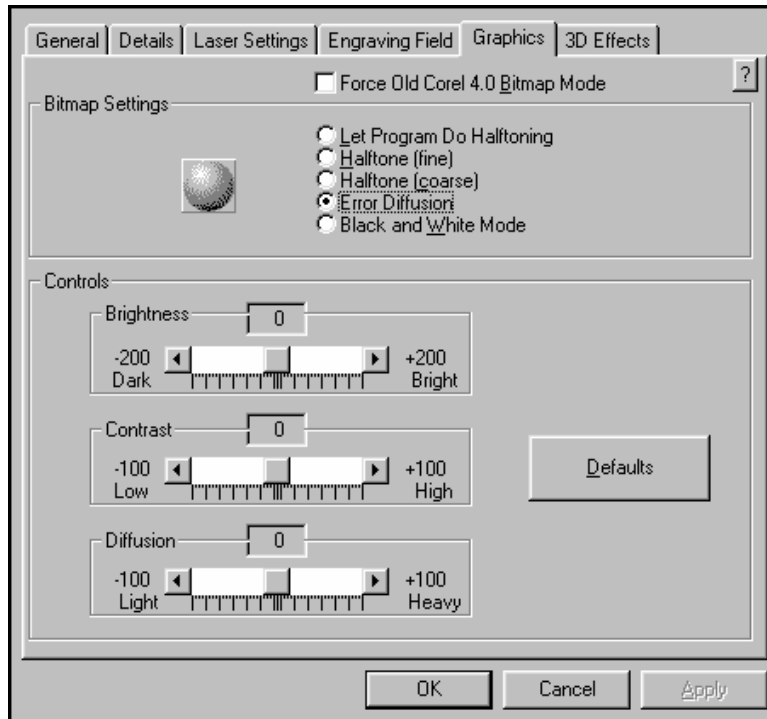 General Details Laser Settings Engraving Field Graphics 3D Effects
Force Old Corel 4.0 Bitmap Mode
?
Bitmap Settings
Let Program Do Halftoning
Halftone (fine)
Halftone (coarse)
Error Diffusion
Black and White Mode
Controls
Brightness 0
-200 +200
Dark Bright
Contrast 0
-100 +100
Low High
Defaults
Diffusion 0
-100 +100
Light Heavy
OK Cancel Apply